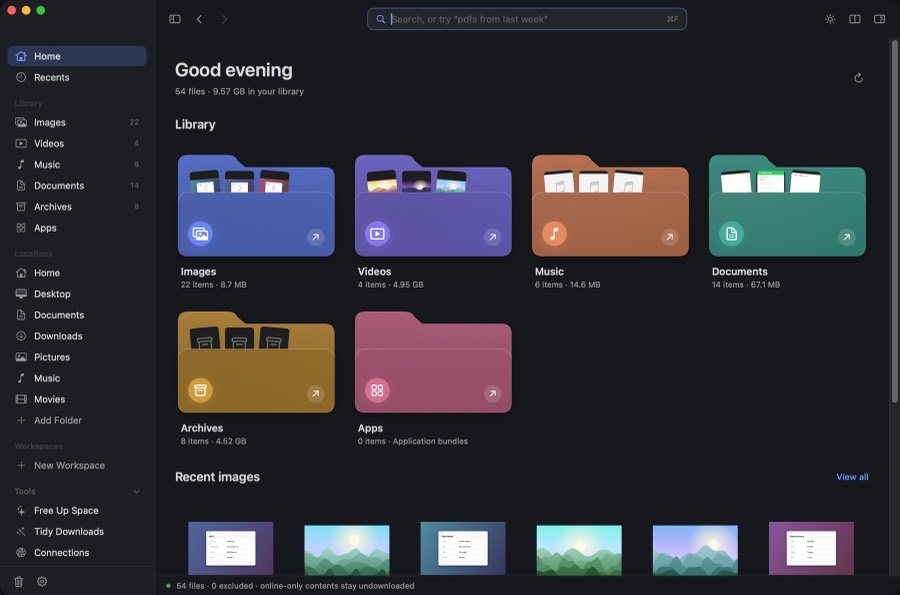 Search, or try "pdfs from last week"
⌘F
Home
Recents
Library
Images 22
Videos 4
Music 6
Documents 14
Archives 8
Apps
Locations
Home
Desktop
Documents
Downloads
Pictures
Music
Movies
+ Add Folder
Workspaces
+ New Workspace
Tools
Free Up Space
Tidy Downloads
Connections
Good evening
54 files · 9.57 GB in your library
Library
Images
22 items · 8.7 MB
Videos
4 items · 4.95 GB
Music
6 items · 14.6 MB
Documents
14 items · 67.1 MB
Archives
8 items · 4.52 GB
Apps
0 items · Application bundles
Recent images
View all
54 files · 0 excluded · online-only contents stay undownloaded